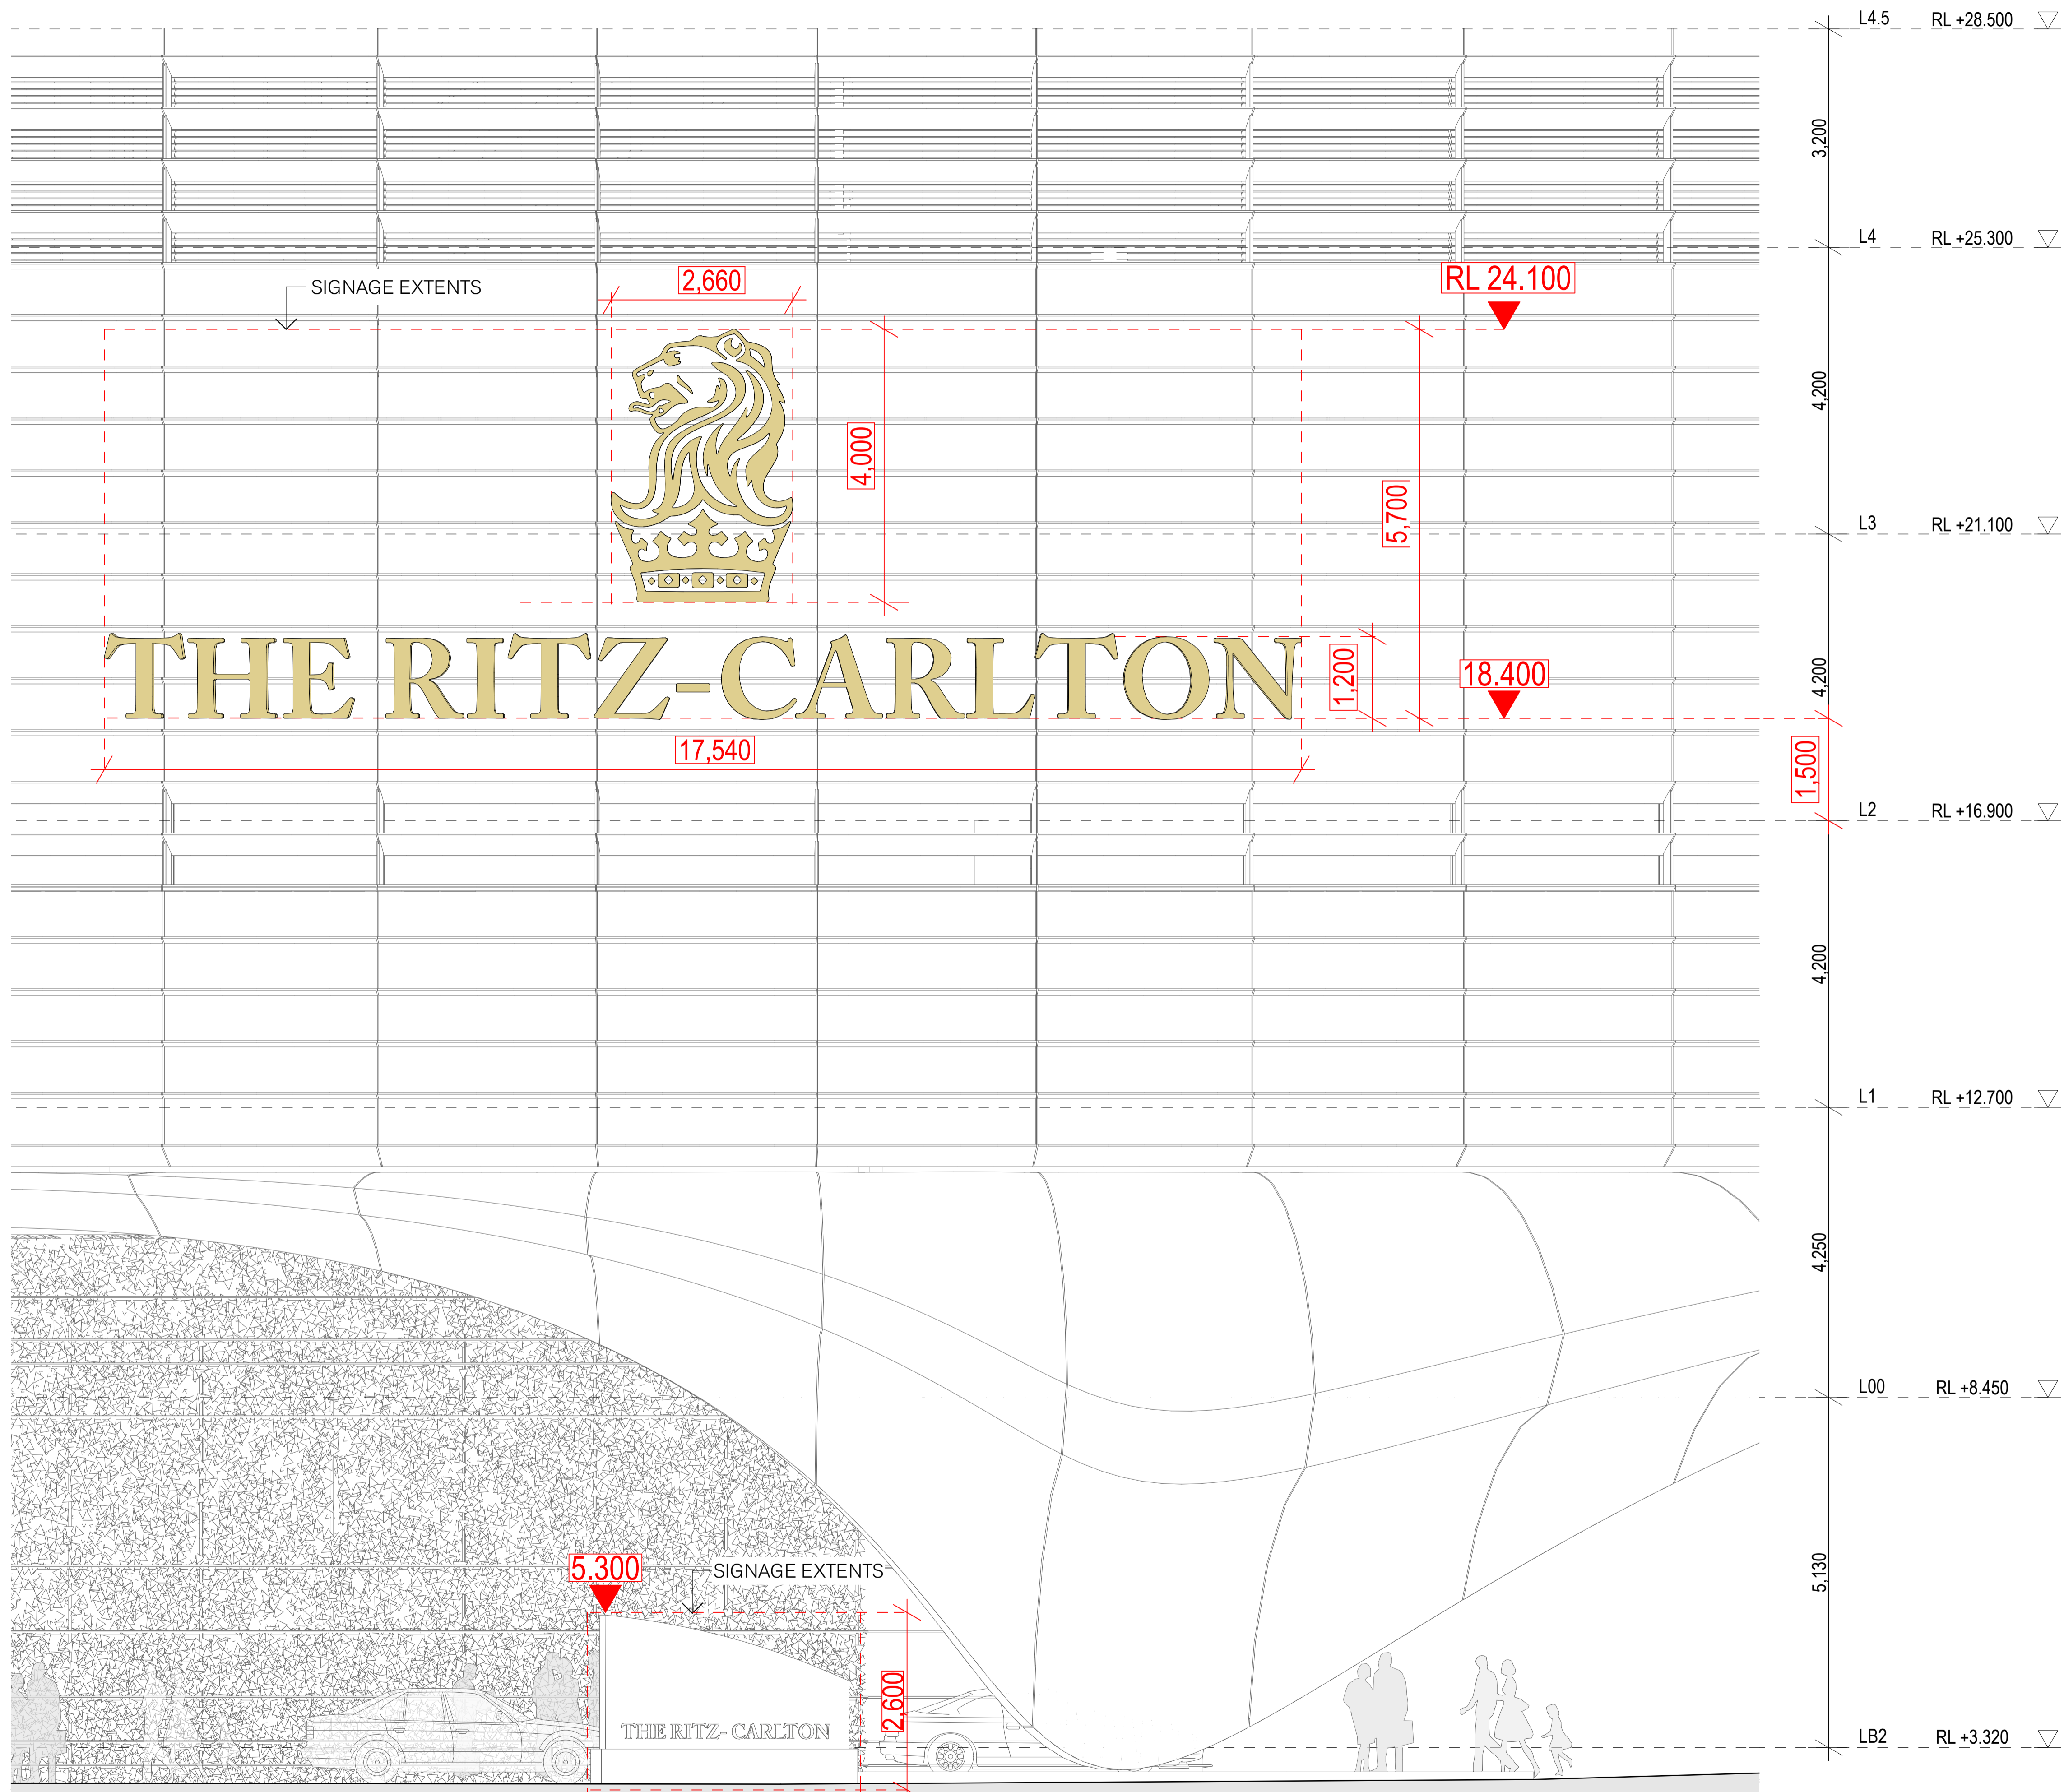 L4.5 RL +28.500
3,200
L4 RL +25.300
SIGNAGE EXTENTS
2,660
RL 24.100
4,200
4,000
5,700
L3 RL +21.100
THE RITZ-CARLTON
1,200
18.400
4,200
17,540
1,500
L2 RL +16.900
4,200
L1 RL +12.700
4,250
L00 RL +8.450
5.300
SIGNAGE EXTENTS
5,130
2,600
THE RITZ- CARLTON
LB2 RL +3.320